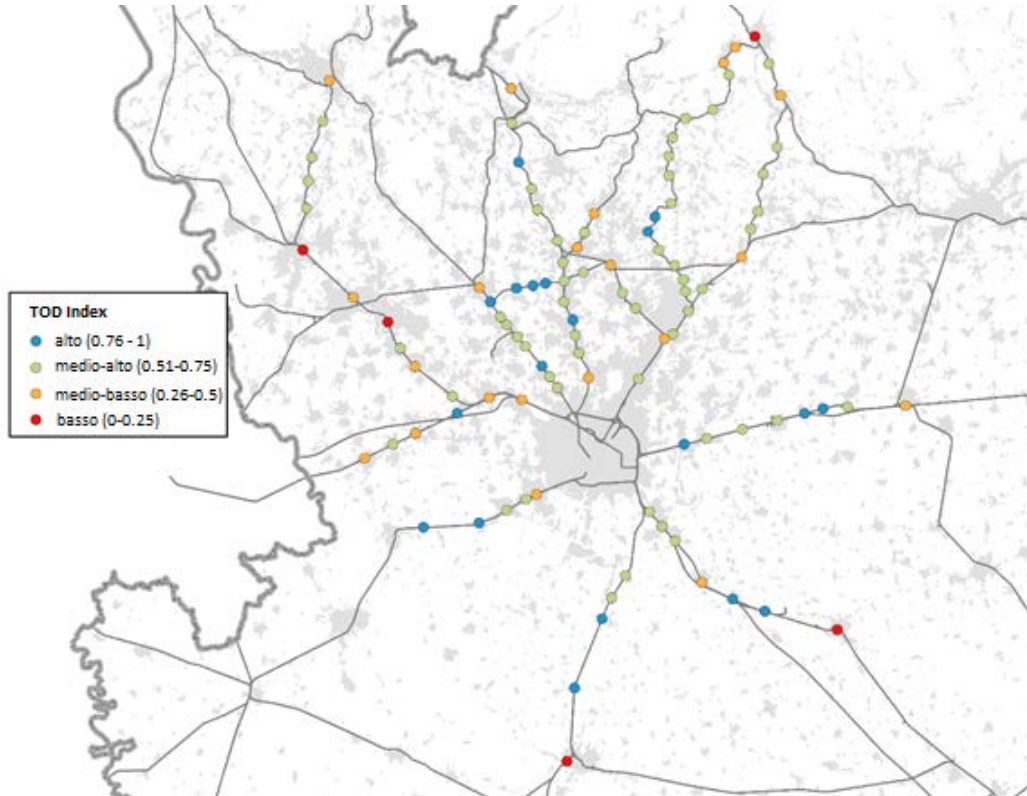 TOD Index
alto (0.76 - 1)
medio-alto (0.51-0.75)
medio-basso (0.26-0.5)
basso (0-0.25)